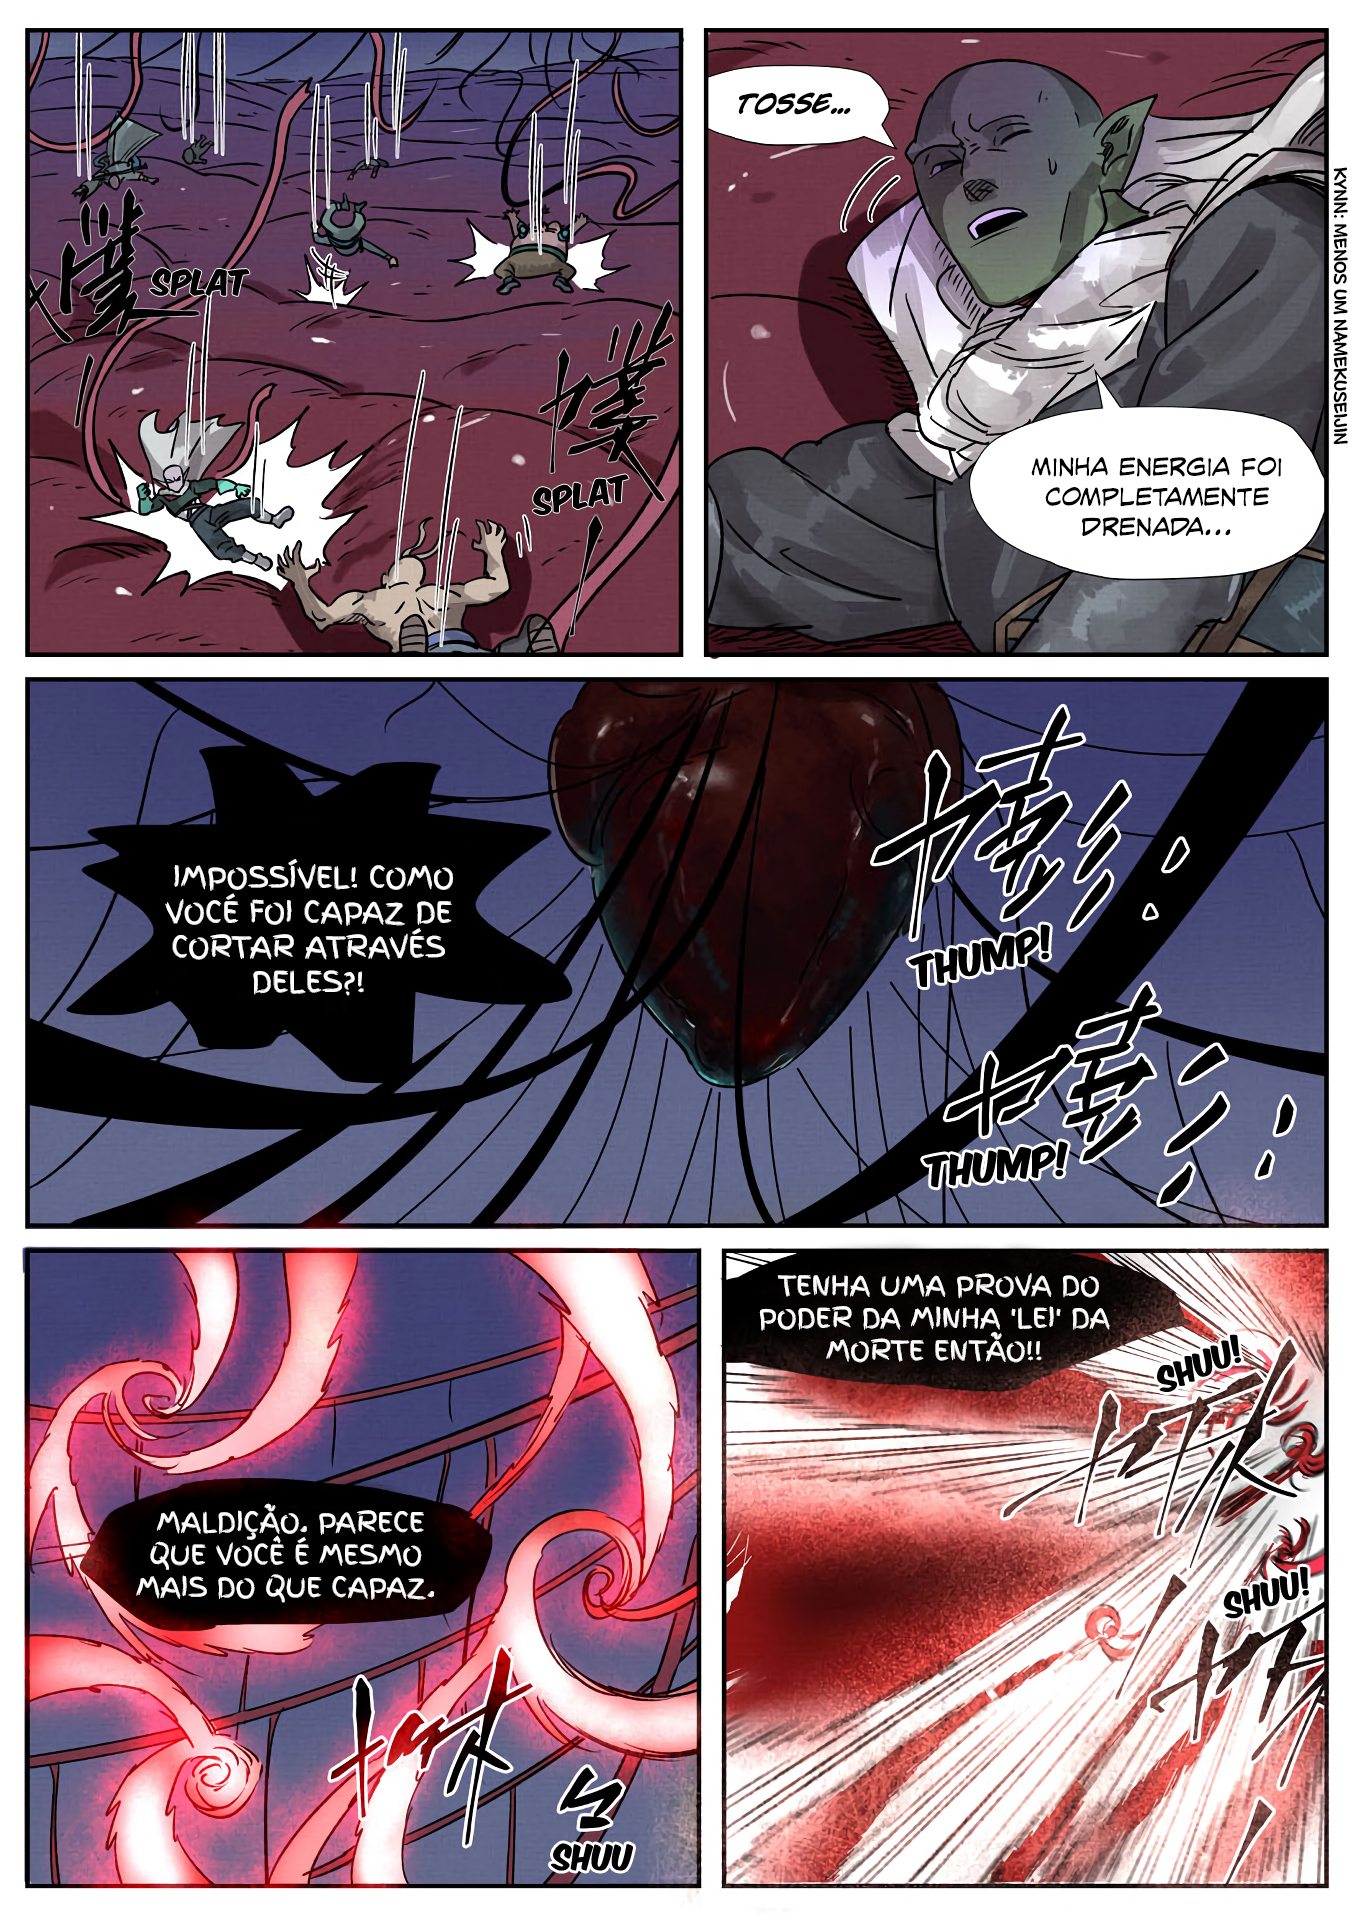 SPLAT
SPLAT
TOSSE...
MINHA ENERGIA FOI
COMPLETAMENTE
DRENADA...
KYNN: MENOS UM NAMEKUSEIJIN
IMPOSSÍVEL! COMO
VOCÉ FOI CAPAZ DE
CORTAR ATRAVÉS
DELES?!
THUMP!
THUMP!
MALDIÇÃO. PARECE
QUE VOCÊ É MESMO
MAIS DO QUE CAPAZ.
SHUU
TENHA UMA PROVA DO
PODER DA MINHA 'LEI' DA
MORTE ENTÃO!!
SHUU!
SHUU!